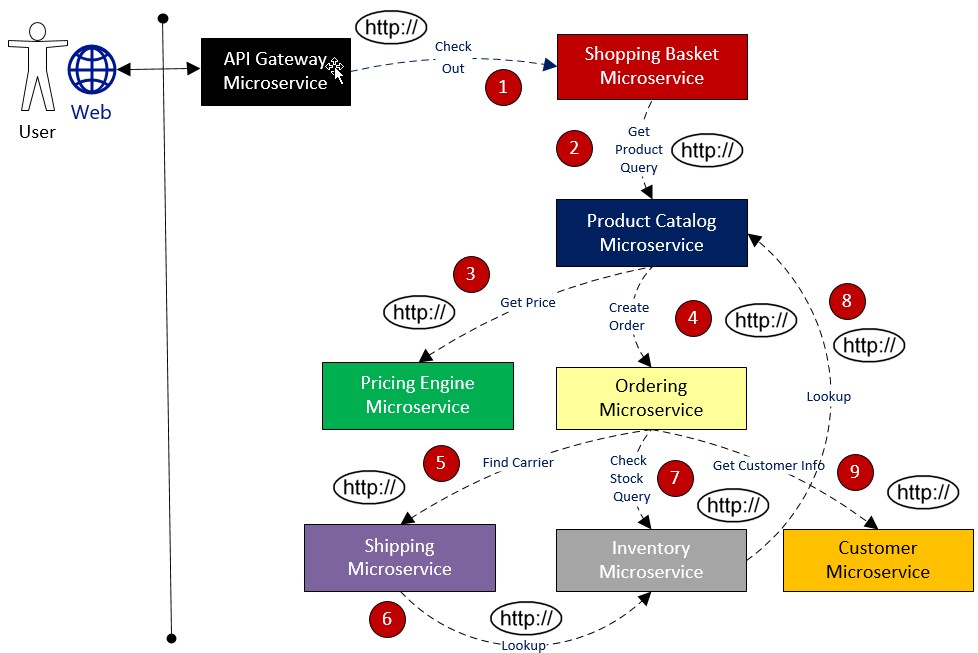 http://
API Gateway
Microservice
Check
Out
Shopping Basket
Microservice
1
User
Web
2
Get
Product
Query
http://
Product Catalog
Microservice
3
Get Price
http://
Create
Order
4
http://
8
http://
Pricing Engine
Microservice
Ordering
Microservice
Lookup
5
Find Carrier
http://
Check
Stock
Query
7
http://
Get Customer Info
9
http://
Shipping
Microservice
Inventory
Microservice
Customer
Microservice
6
http://
Lookup